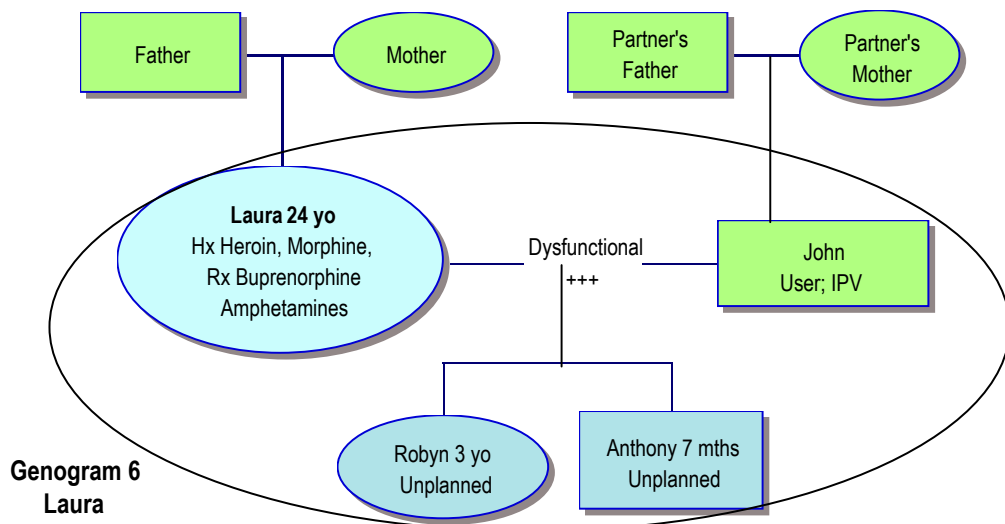 Father
Mother
Partner's
Father
Partner's
Mother
Laura 24 yo
Hx Heroin, Morphine,
Rx Buprenorphine
Amphetamines
Dysfunctional
+++
John
User; IPV
Robyn 3 yo
Unplanned
Anthony 7 mths
Unplanned
Genogram 6
Laura